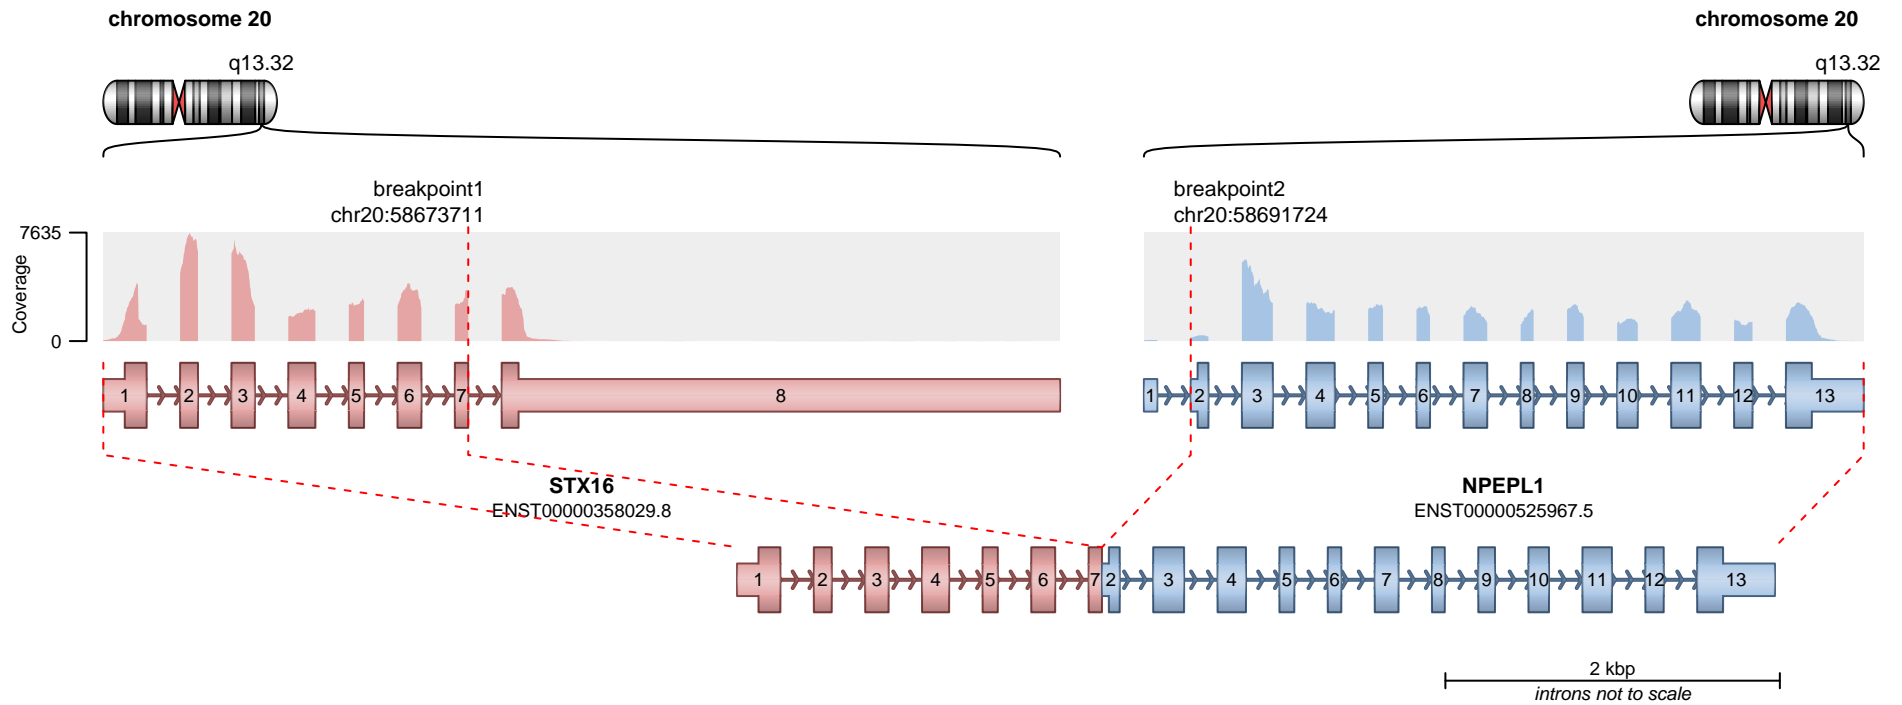 chromosome 20
chromosome 20
q13.32
q13.32
breakpoint1
chr20:58673711
breakpoint2
chr20:58691724
7635
0
Coverage
1 2 3 4 5 6 7 8
1 2 3 4 5 6 7 8 9 10 11 12 13
STX16
ENST00000358029.8
NPEPL1
ENST00000525967.5
1 2 3 4 5 6 7 2 3 4 5 6 7 8 9 10 11 12 13
2 kbp
introns not to scale